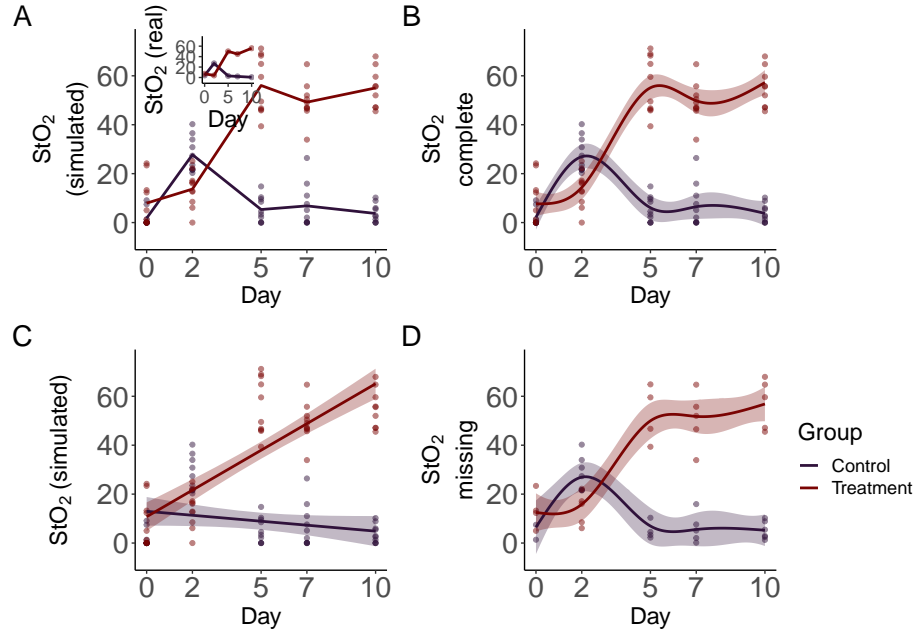 A
StO₂ (simulated)
0
20
40
60
0 2 5 7 10
Day
StO₂ (real)
0
20
40
60
0 5 10
Day
B
StO₂ complete
0
20
40
60
0 2 5 7 10
Day
C
StO₂ (simulated)
0
20
40
60
0 2 5 7 10
Day
D
StO₂ missing
0
20
40
60
0 2 5 7 10
Day
Group
Control
Treatment